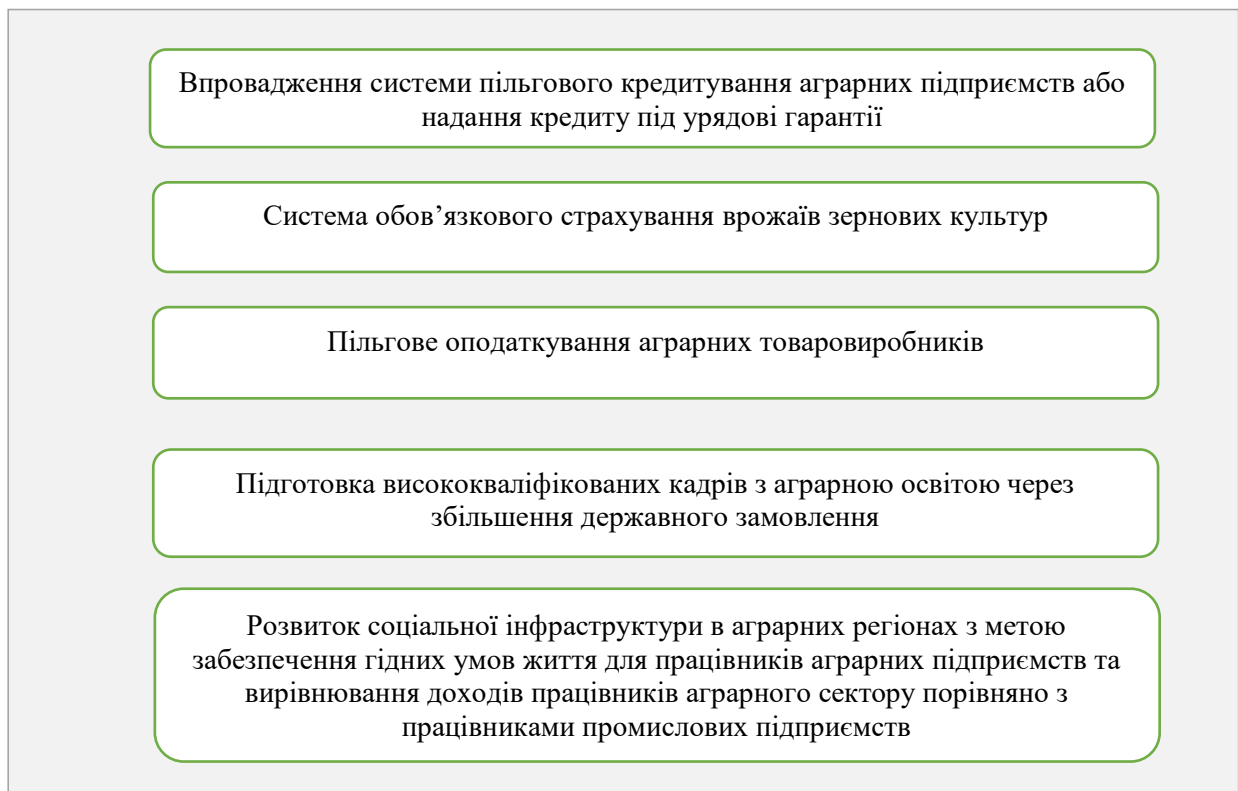 Впровадження системи пільгового кредитування аграрних підприємств або
надання кредиту під урядові гарантії
Система обов’язкового страхування врожаїв зернових культур
Пільгове оподаткування аграрних товаровиробників
Підготовка висококваліфікованих кадрів з аграрною освітою через
збільшення державного замовлення
Розвиток соціальної інфраструктури в аграрних регіонах з метою
забезпечення гідних умов життя для працівників аграрних підприємств та
вирівнювання доходів працівників аграрного сектору порівняно з
працівниками промислових підприємств